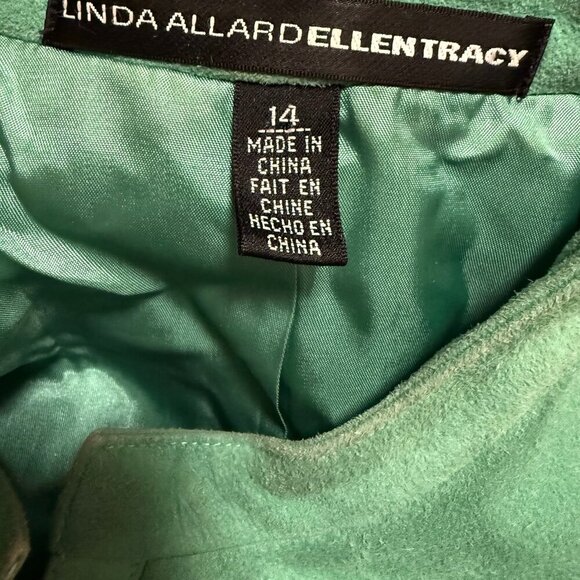 LINDA ALLARDELLENTRACY
14
MADE IN
CHINA
FAIT EN
CHINE
HECHO EN
CHINA